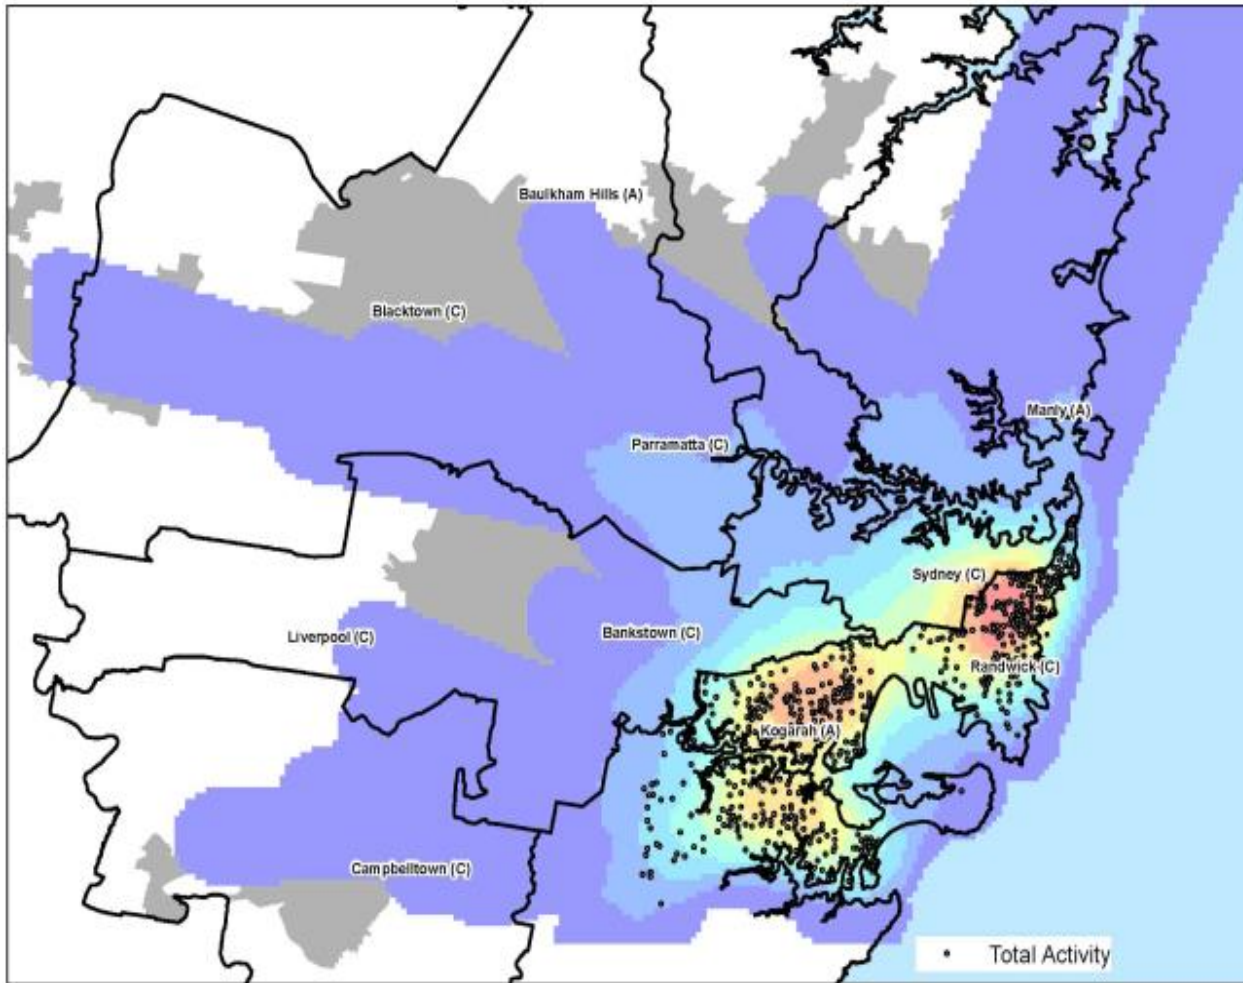 Baulkham Hills (A)
Blacktown (C)
Manly (A)
Parramatta (C)
Sydney (C)
Liverpool (C)
Bankstown (C)
Randwick (C)
Kogarah (A)
Campbelltown (C)
Total Activity